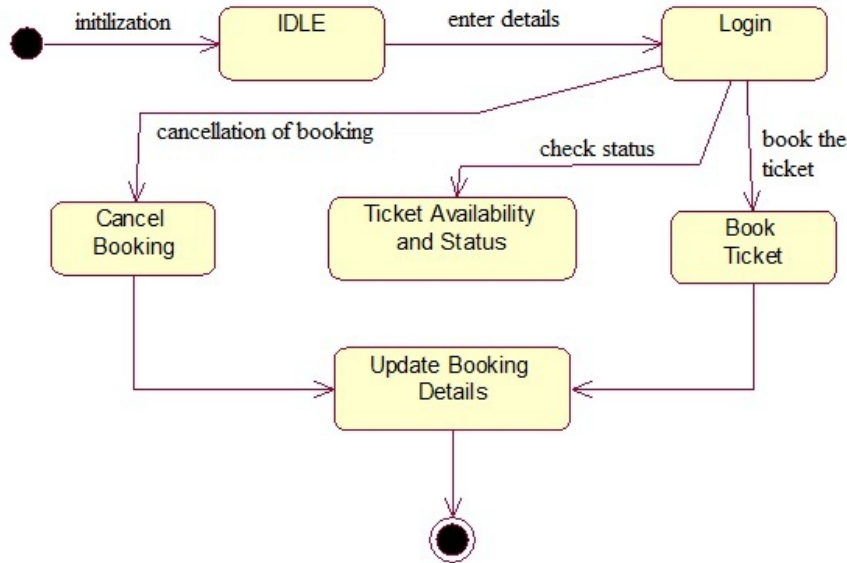 initilization
IDLE
enter details
Login
cancellation of booking
check status
book the
ticket
Cancel
Booking
Ticket Availability
and Status
Book
Ticket
Update Booking
Details